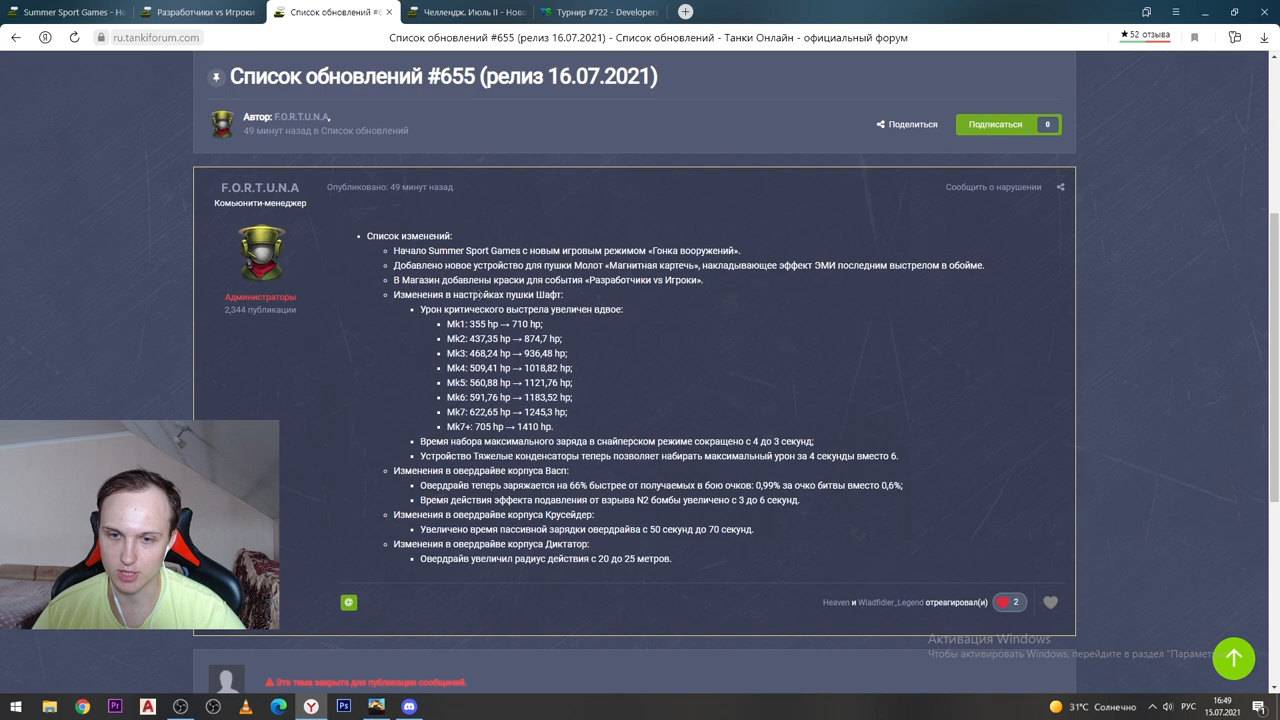 Summer Sport Games - Но
Разработчики vs Игроки
Список обновлений #6
Челлендж. Июль II - Ново
Турнир #722 - Developers
ru.tankiforum.com
Список обновлений #655 (релиз 16.07.2021) - Список обновлений - Танки Онлайн - официальный форум
★52 отзыва
Список обновлений #655 (релиз 16.07.2021)
Автор: F.O.R.T.U.N.A,
49 минут назад в Список обновлений
Поделиться
Подписаться 0
F.O.R.T.U.N.A
Опубликовано: 49 минут назад
Сообщить о нарушении
Комьюнити-менеджер
Администраторы
2,344 публикации
Список изменений:
Начало Summer Sport Games с новым игровым режимом «Гонка вооружений».
Добавлено новое устройство для пушки Молот «Магнитная картечь», накладывающее эффект ЭМИ последним выстрелом в обойме.
В Магазин добавлены краски для события «Разработчики vs Игроки».
Изменения в настройках пушки Шафт:
Урон критического выстрела увеличен вдвое:
Mk1: 355 hp → 710 hp;
Mk2: 437,35 hp → 874,7 hp;
Mk3: 468,24 hp → 936,48 hp;
Mk4: 509,41 hp → 1018,82 hp;
Mk5: 560,88 hp → 1121,76 hp;
Mk6: 591,76 hp → 1183,52 hp;
Mk7: 622,65 hp → 1245,3 hp;
Mk7+: 705 hp → 1410 hp.
Время набора максимального заряда в снайперском режиме сокращено с 4 до 3 секунд;
Устройство Тяжелые конденсаторы теперь позволяет набирать максимальный урон за 4 секунды вместо 6.
Изменения в овердрайве корпуса Васп:
Овердрайв теперь заряжается на 66% быстрее от получаемых в бою очков: 0,99% за очко битвы вместо 0,6%;
Время действия эффекта подавления от взрыва N2 бомбы увеличено с 3 до 6 секунд.
Изменения в овердрайве корпуса Крусейдер:
Увеличено время пассивной зарядки овердрайва с 50 секунд до 70 секунд.
Изменения в овердрайве корпуса Диктатор:
Овердрайв увеличил радиус действия с 20 до 25 метров.
Heaven и Wladfidler_Legend отреагировал(и) 2
Активация Windows
Чтобы активировать Windows, перейдите в раздел "Парамет
Эта тема закрыта для публикации сообщений.
31°C Солнечно
РУС
16:49
15.07.2021
1